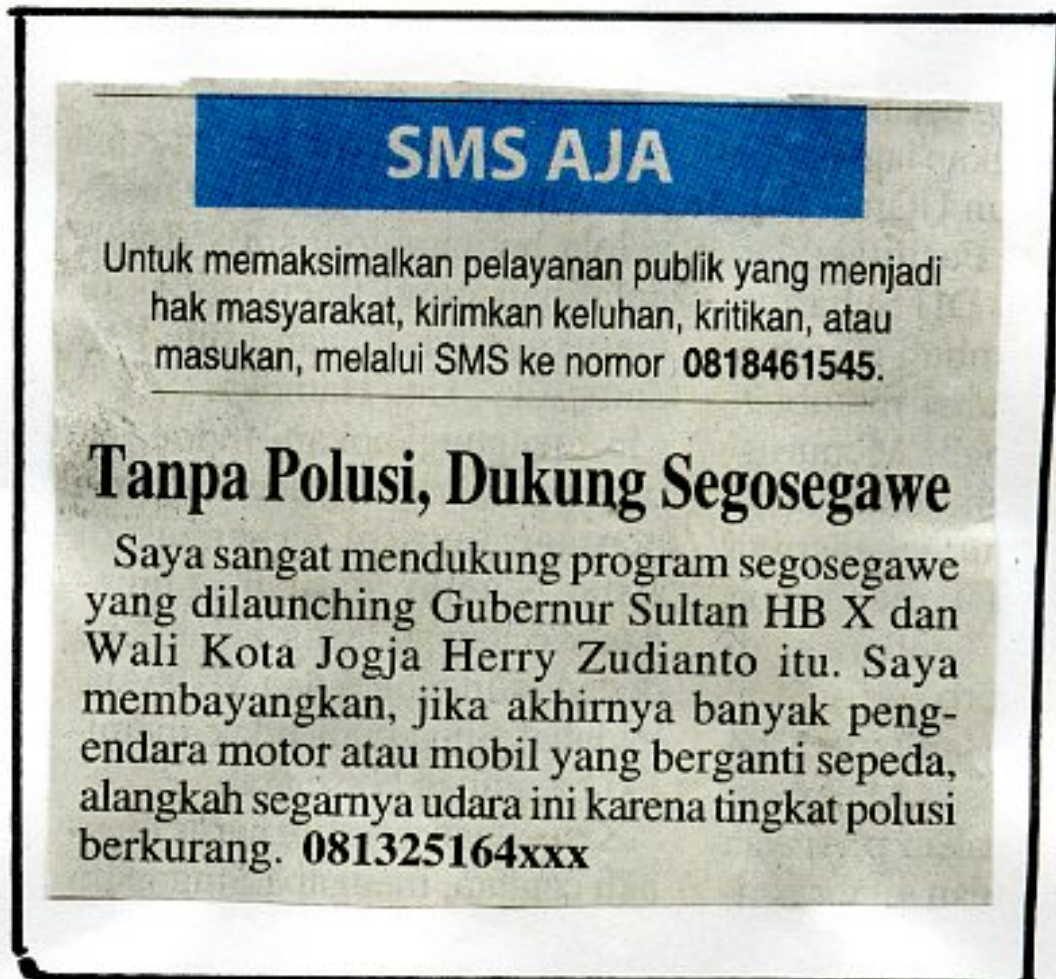 SMS AJA
Untuk memaksimalkan pelayanan publik yang menjadi
hak masyarakat, kirimkan keluhan, kritikan, atau
masukan, melalui SMS ke nomor 0818461545.
Tanpa Polusi, Dukung Segosegawe
Saya sangat mendukung program segosegawe
yang dilaunching Gubernur Sultan HB X dan
Wali Kota Jogja Herry Zudianto itu. Saya
membayangkan, jika akhirnya banyak peng-
endara motor atau mobil yang berganti sepeda,
alangkah segarnya udara ini karena tingkat polusi
berkurang. 081325164xxx